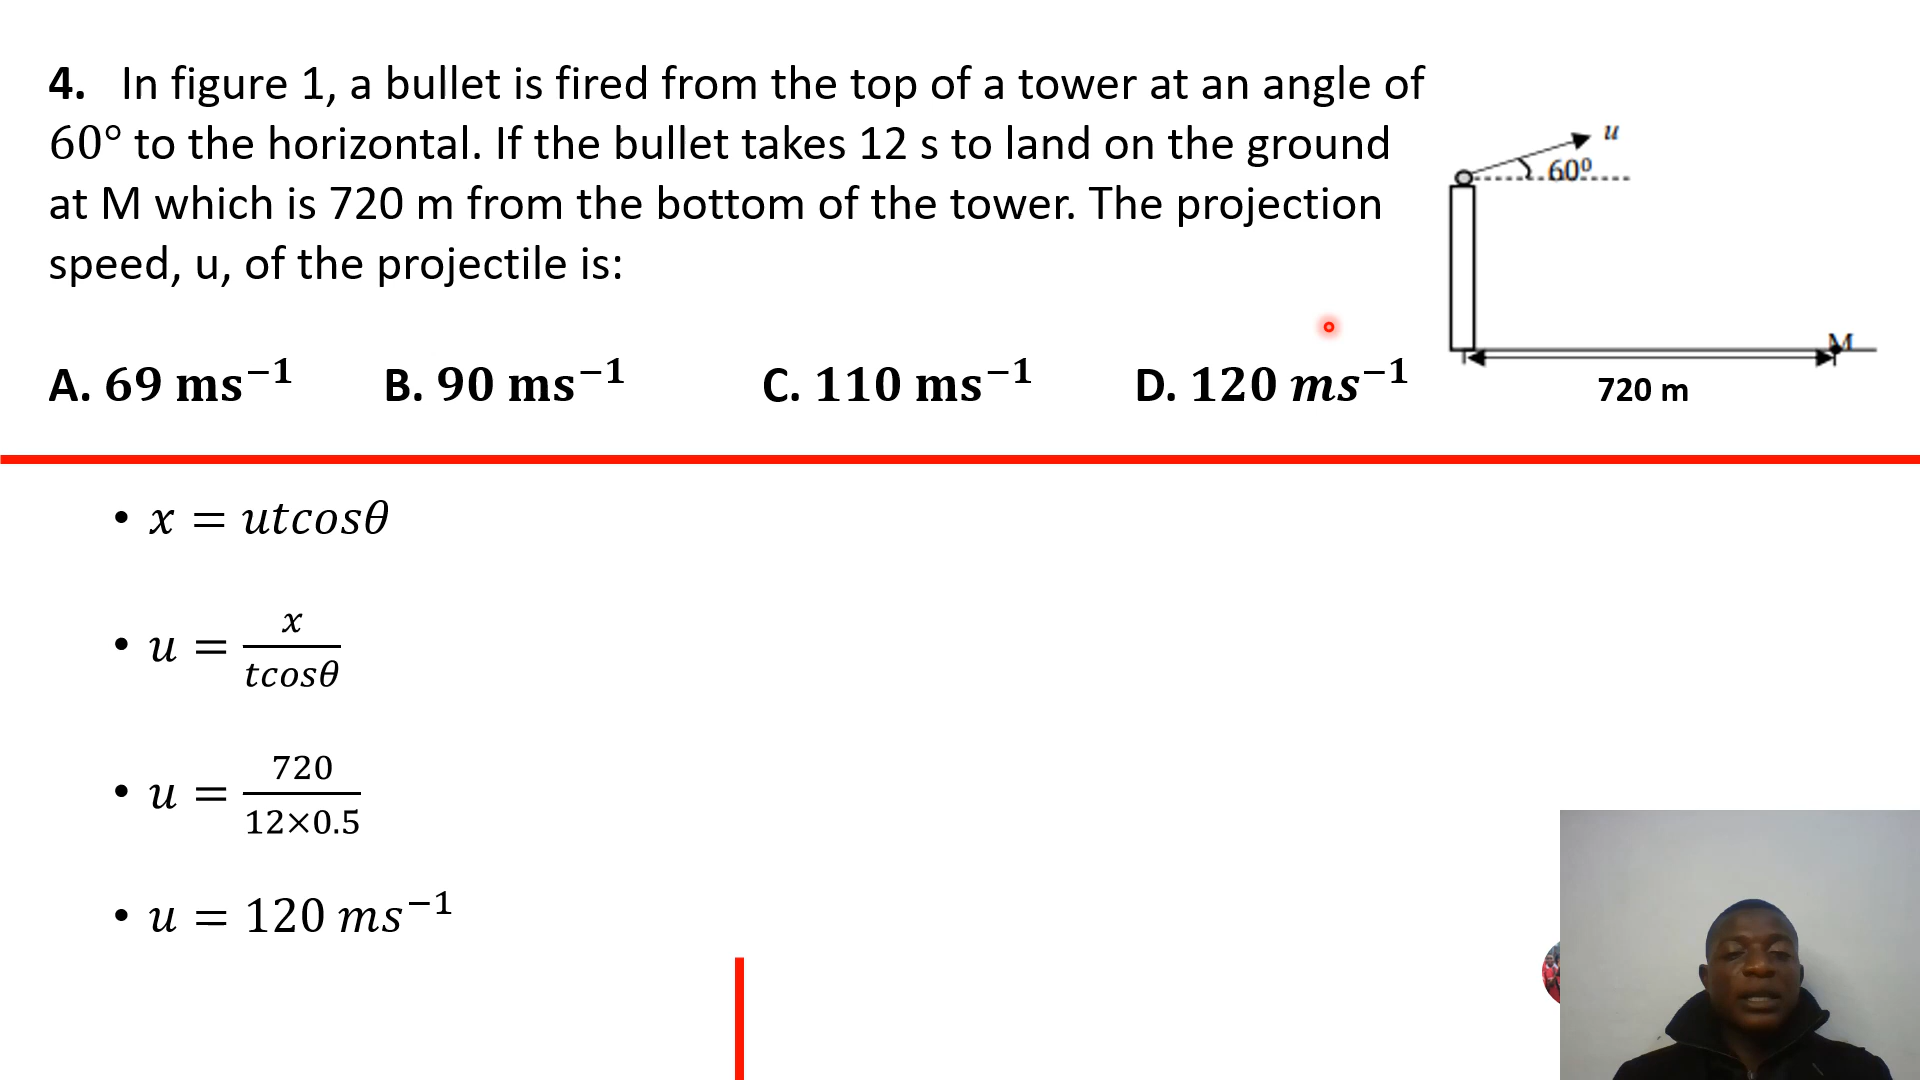 4. In figure 1, a bullet is fired from the top of a tower at an angle of
60° to the horizontal. If the bullet takes 12 s to land on the ground
at M which is 720 m from the bottom of the tower. The projection
speed, u, of the projectile is:
u
60⁰
M
720 m
A. 69 ms⁻¹ B. 90 ms⁻¹ C. 110 ms⁻¹ D. 120 ms⁻¹
• x = utcosθ
• u = x/tcosθ
• u = 720/12×0.5
• u = 120 ms⁻¹